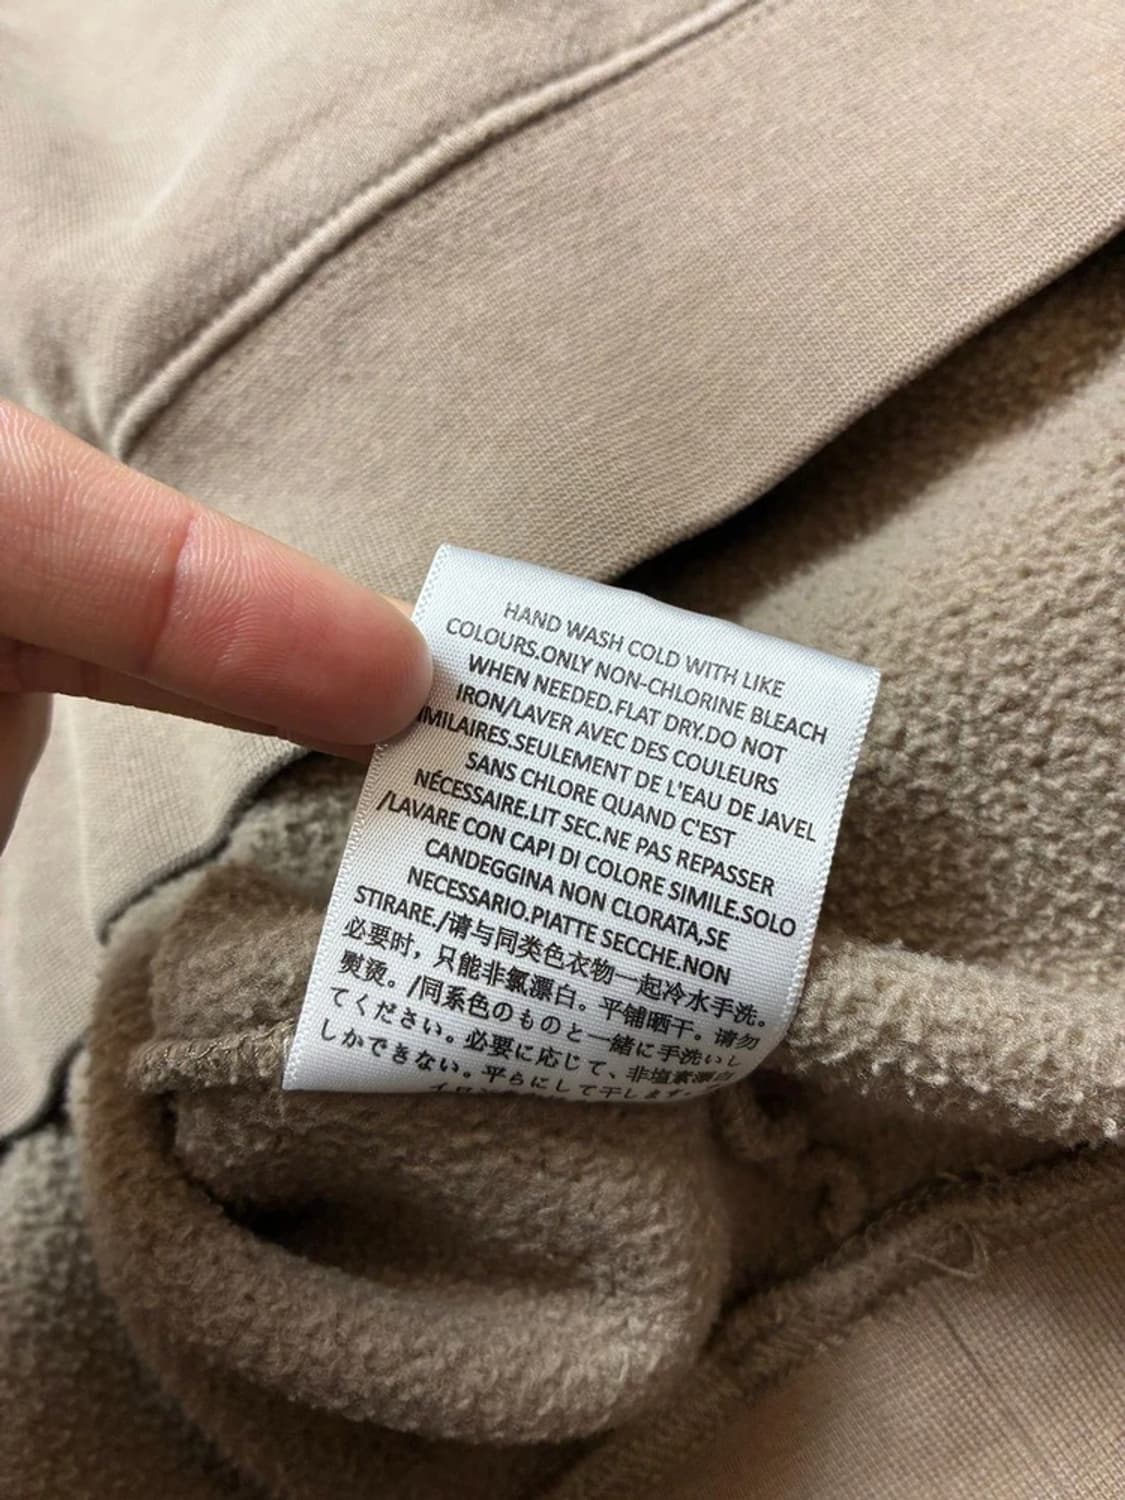 HAND WASH COLD WITH LIKE
COLOURS.ONLY NON-CHLORINE BLEACH
WHEN NEEDED.FLAT DRY.DO NOT
IRON/LAVER AVEC DES COULEURS
IMILAIRES.SEULEMENT DE L'EAU DE JAVEL
SANS CHLORE QUAND C'EST
NÉCESSAIRE.LIT SEC.NE PAS REPASSER
/LAVARE CON CAPI DI COLORE SIMILE.SOLO
CANDEGGINA NON CLORATA,SE
NECESSARIO.PIATTE SECCHE.NON
STIRARE./请与同类色衣物一起冷水手洗。
必要时，只能非氯漂白。平铺晒干。请勿
熨烫。/同系色のものと一緒に手洗いし
てください。必要に応じて、非塩素漂白
しかできない。平らにして干します。